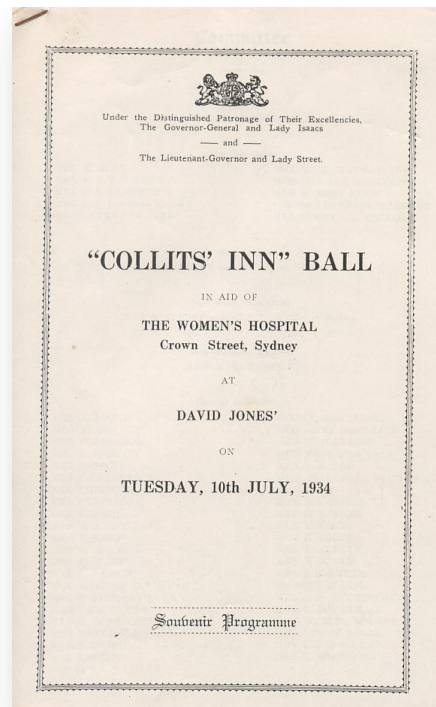 Under the Distinguished Patronage of Their Excellencies,
The Governor-General and Lady Isaacs
— and —
The Lieutenant-Governor and Lady Street.
“COLLITS’ INN” BALL
IN AID OF
THE WOMEN’S HOSPITAL
Crown Street, Sydney
AT
DAVID JONES’
ON
TUESDAY, 10th JULY, 1934
Souvenir Programme